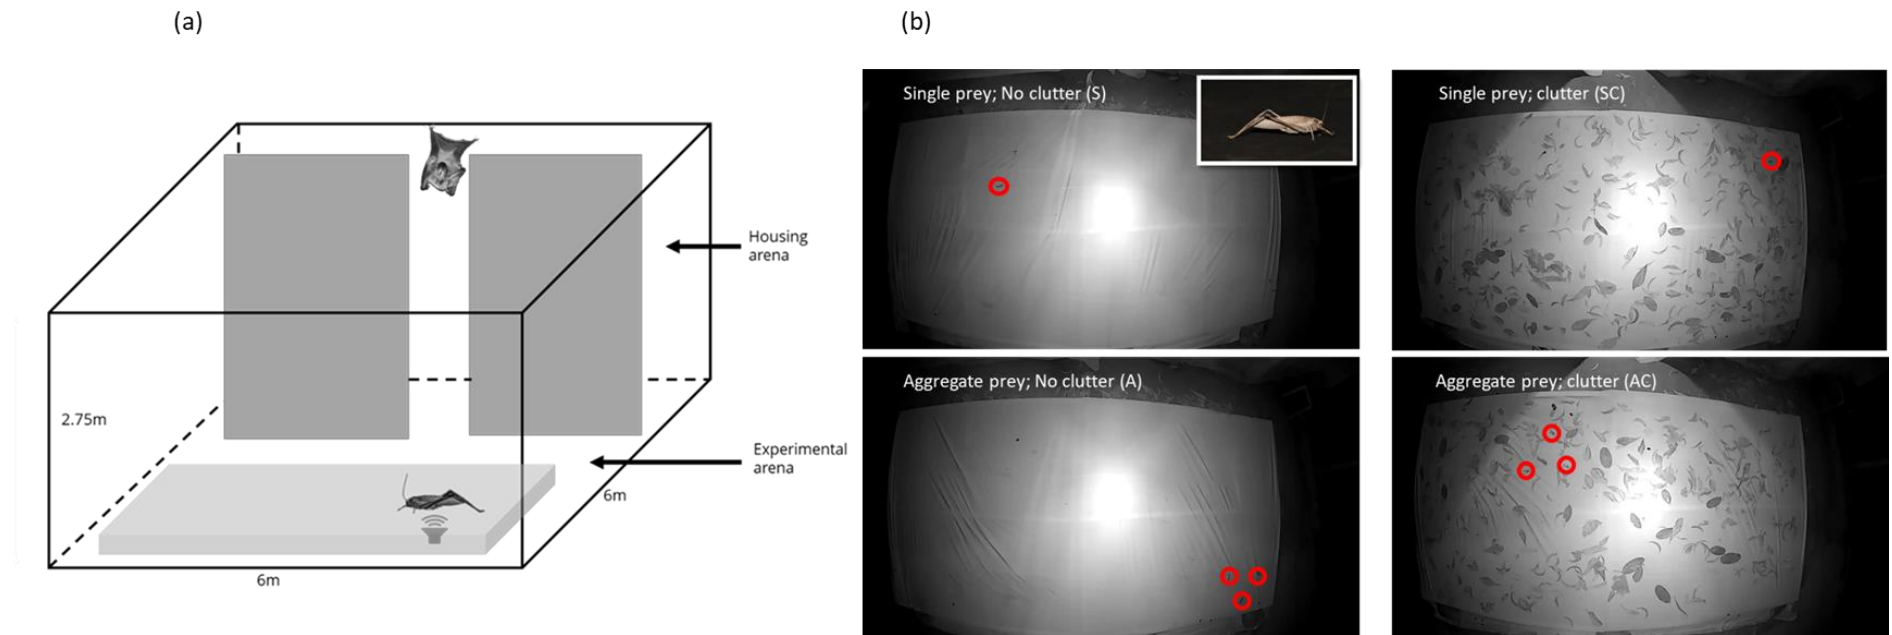 (a)
(b)
Housing
arena
2.75m
Experimental
arena
6m
6m
Single prey; No clutter (S)
Single prey; clutter (SC)
Aggregate prey; No clutter (A)
Aggregate prey; clutter (AC)